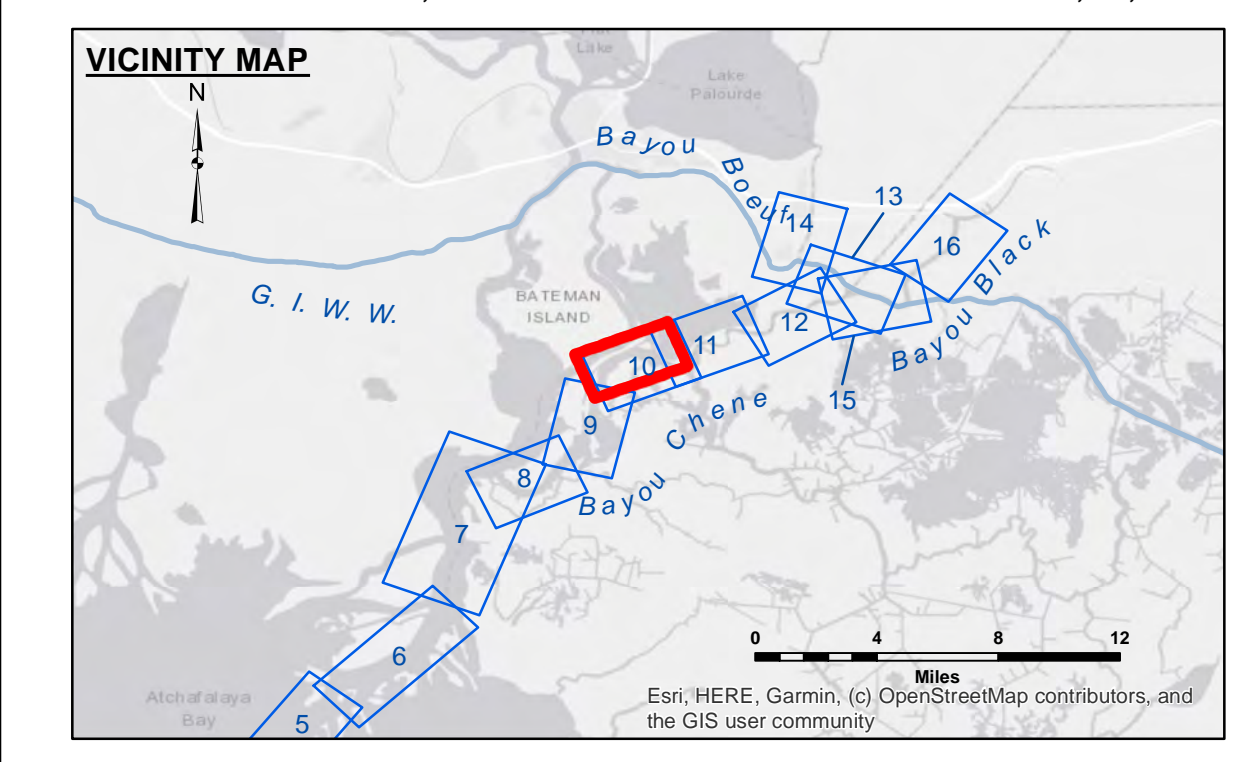 VICINITY MAP
N
Lake
Lake
Palourde
Bayou
Boeuf
13
14
16
G. I. W. W.
BATEMAN
ISLAND
Bayou Black
12
11
10
15
9
Bayou Chene
8
7
6
5
Atchafalaya
Bay
0 4 8 12
Miles
Esri, HERE, Garmin, (c) OpenStreetMap contributors, and
the GIS user community